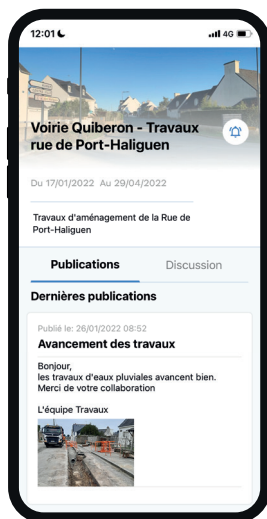 12:01
4G
Voirie Quiberon - Travaux
rue de Port-Haliguen
Du 17/01/2022 Au 29/04/2022
Travaux d'aménagement de la Rue de
Port-Haliguen
Publications
Discussion
Dernières publications
Publié le: 26/01/2022 08:52
Avancement des travaux
Bonjour,
les travaux d'eaux pluviales avancent bien.
Merci de votre collaboration
L'équipe Travaux